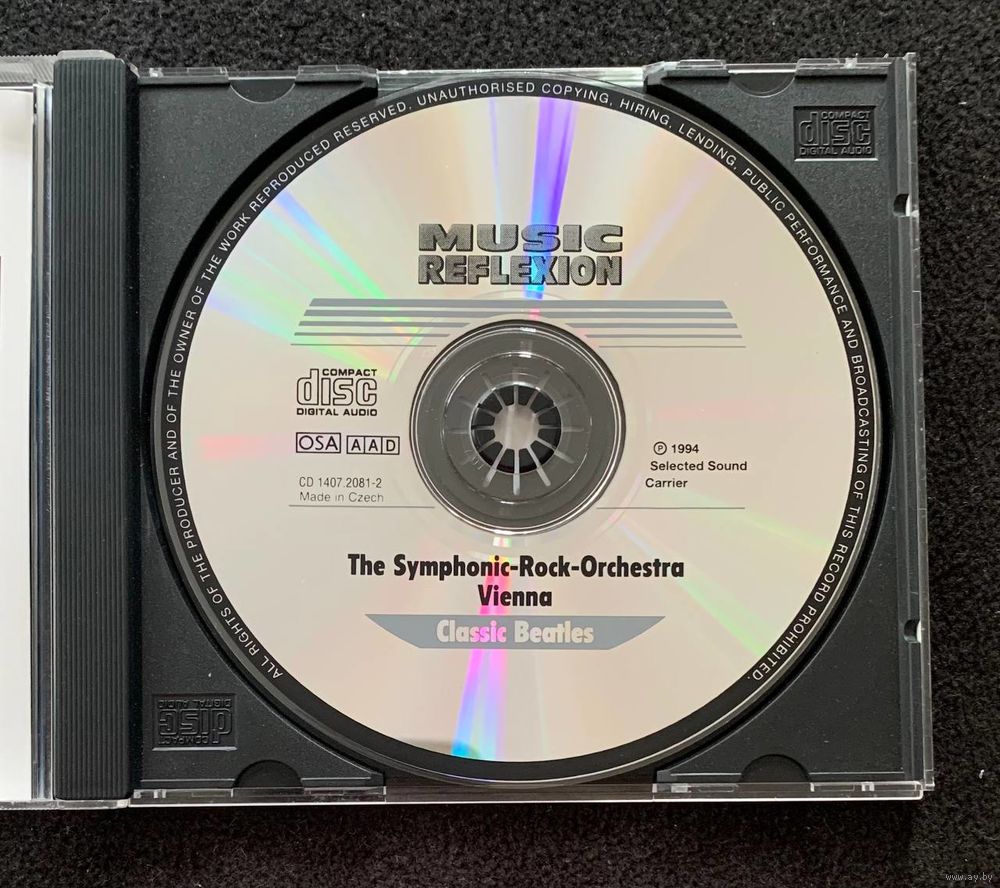 ALL RIGHTS OF THE PRODUCER AND OF THE OWNER OF THE WORK REPRODUCED RESERVED. UNAUTHORISED COPYING, HIRING, LENDING, PUBLIC PERFORMANCE AND BROADCASTING OF THIS RECORD PROHIBITED.
COMPACT
disc
DIGITAL AUDIO
MUSIC
REFLEXION
COMPACT
disc
DIGITAL AUDIO
OSA AAD
CD 1407.2081-2
Made in Czech
℗ 1994
Selected Sound
Carrier
The Symphonic-Rock-Orchestra
Vienna
Classic Beatles
COMPACT
disc
DIGITAL AUDIO
www.ay.by